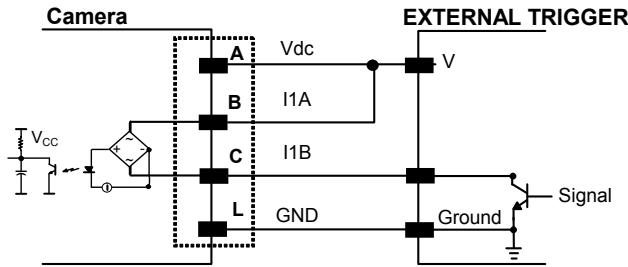 Camera
EXTERNAL TRIGGER
A
Vdc
V
B
I1A
VCC
+
~
-
~
C
I1B
Signal
L
GND
Ground